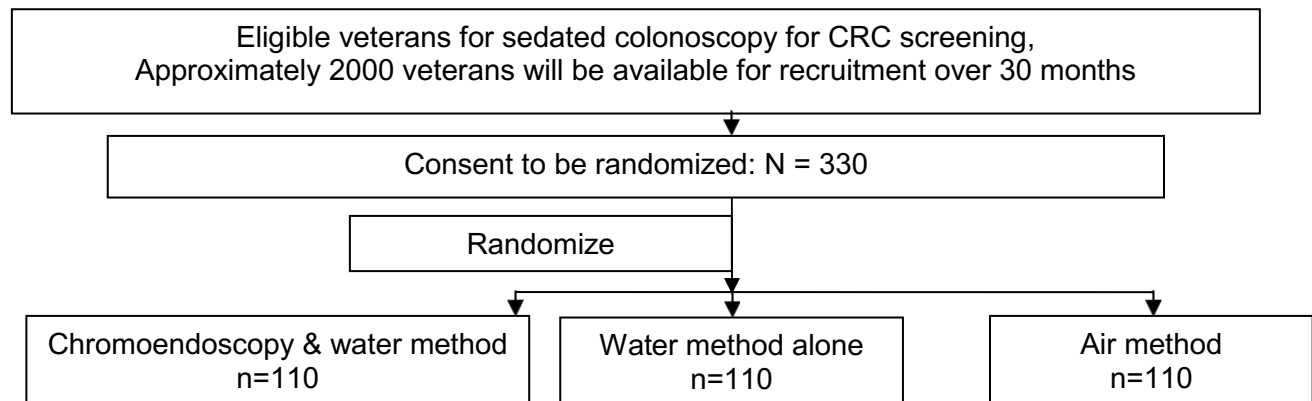 Eligible veterans for sedated colonoscopy for CRC screening,
Approximately 2000 veterans will be available for recruitment over 30 months
Consent to be randomized: N = 330
Randomize
Chromoendoscopy & water method
n=110
Water method alone
n=110
Air method
n=110